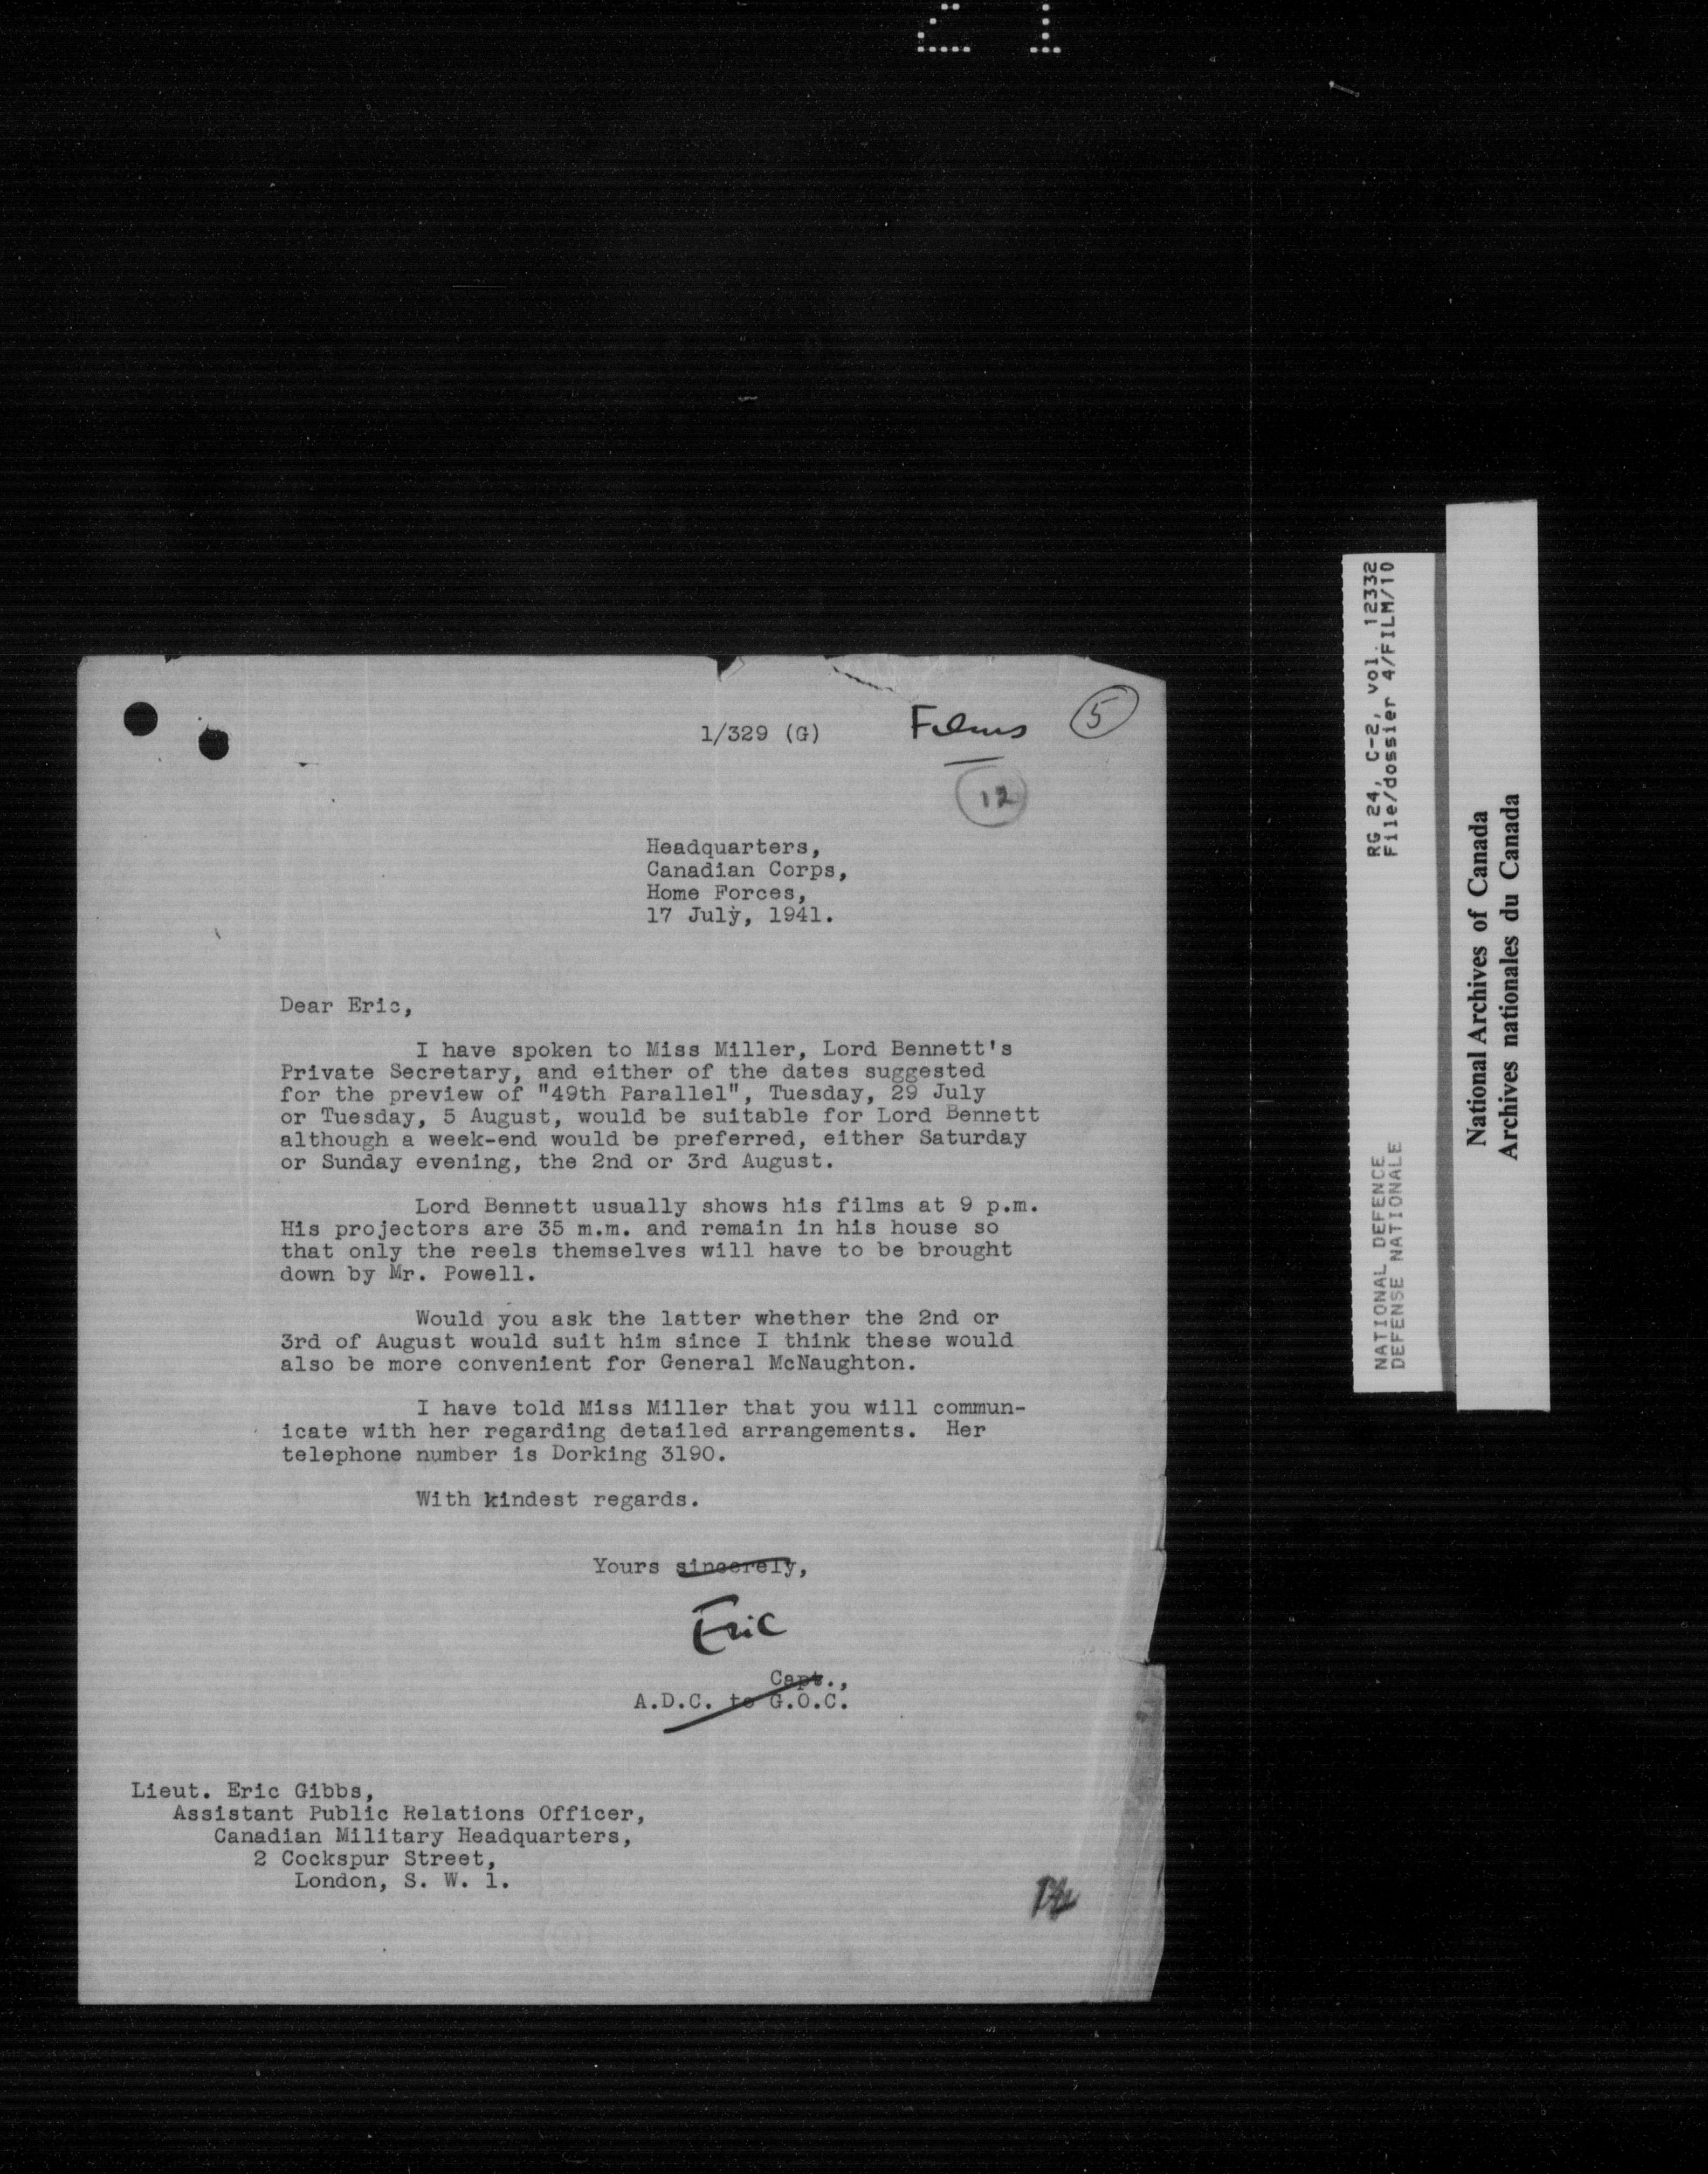 1/329 (G)
Films
5
12
Headquarters,
Canadian Corps,
Home Forces,
17 July, 1941.
Dear Eric,
I have spoken to Miss Miller, Lord Bennett's
Private Secretary, and either of the dates suggested
for the preview of "49th Parallel", Tuesday, 29 July
or Tuesday, 5 August, would be suitable for Lord Bennett
although a week-end would be preferred, either Saturday
or Sunday evening, the 2nd or 3rd August.
Lord Bennett usually shows his films at 9 p.m.
His projectors are 35 m.m. and remain in his house so
that only the reels themselves will have to be brought
down by Mr. Powell.
Would you ask the latter whether the 2nd or
3rd of August would suit him since I think these would
also be more convenient for General McNaughton.
I have told Miss Miller that you will commun-
icate with her regarding detailed arrangements. Her
telephone number is Dorking 3190.
With kindest regards.
Yours sincerely,
Eric
Capt.,
A.D.C. to G.O.C.
Lieut. Eric Gibbs,
Assistant Public Relations Officer,
Canadian Military Headquarters,
2 Cockspur Street,
London, S. W. 1.
NATIONAL DEFENCE
DEFENSE NATIONALE
RG 24, C-2, vol. 12332
File/dossier 4/FILM/10
National Archives of Canada
Archives nationales du Canada